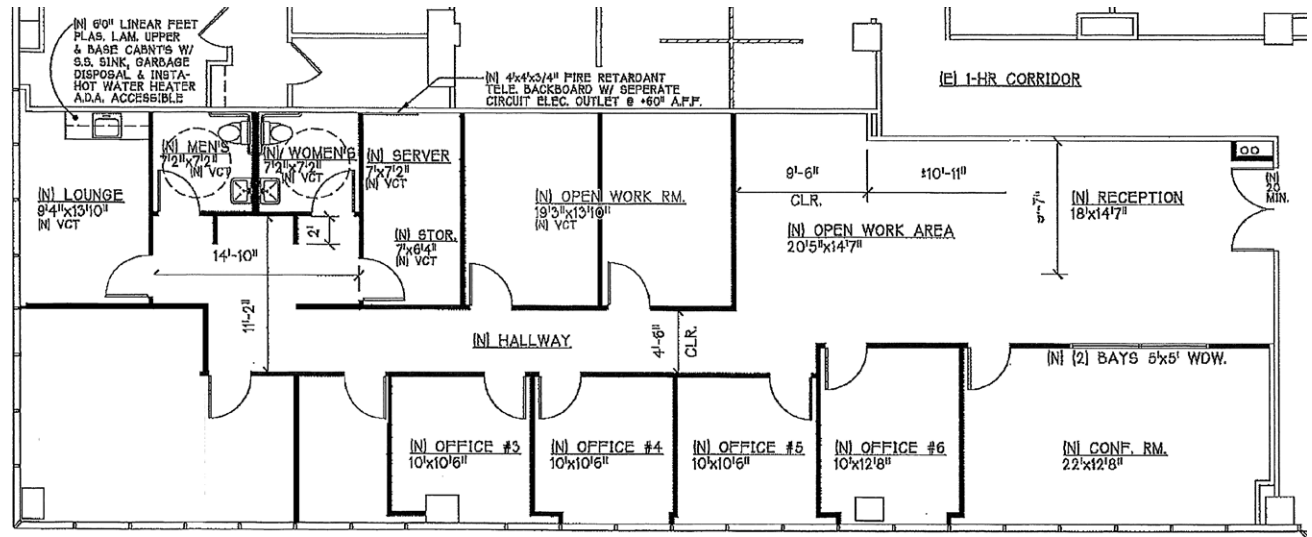 (N) 6'0" LINEAR FEET
PLAS. LAM. UPPER
& BASE CABNT'S W/
S.S. SINK, GARBAGE
DISPOSAL & INSTA-
HOT WATER HEATER
A.D.A. ACCESSIBLE
(N) 4'x4'x3/4" FIRE RETARDANT
TELE. BACKBOARD W/ SEPERATE
CIRCUIT ELEC. OUTLET @ +60" A.F.F.
(E) 1-HR CORRIDOR
(N) MEN'S
7'2"x7'2"
(N) VCT
(N) WOMEN'S
7'2"x7'2"
(N) VCT
(N) SERVER
7'x7'2"
(N) VCT
(N) LOUNGE
9'4"x13'10"
(N) VCT
(N) OPEN WORK RM.
19'3"x13'10"
(N) VCT
9'-6"
CLR.
±10'-11"
(N) RECEPTION
18'x14'7"
(N)
20
MIN.
(N) OPEN WORK AREA
20'5"x14'7"
(N) STOR.
7'x6'4"
(N) VCT
2'
14'-10"
11'-2"
(N) HALLWAY
4'-6"
CLR.
(N) (2) BAYS 5'x5' WDW.
(N) OFFICE #3
10'x10'6"
(N) OFFICE #4
10'x10'6"
(N) OFFICE #5
10'x10'6"
(N) OFFICE #6
10'x12'8"
(N) CONF. RM.
22'x12'8"